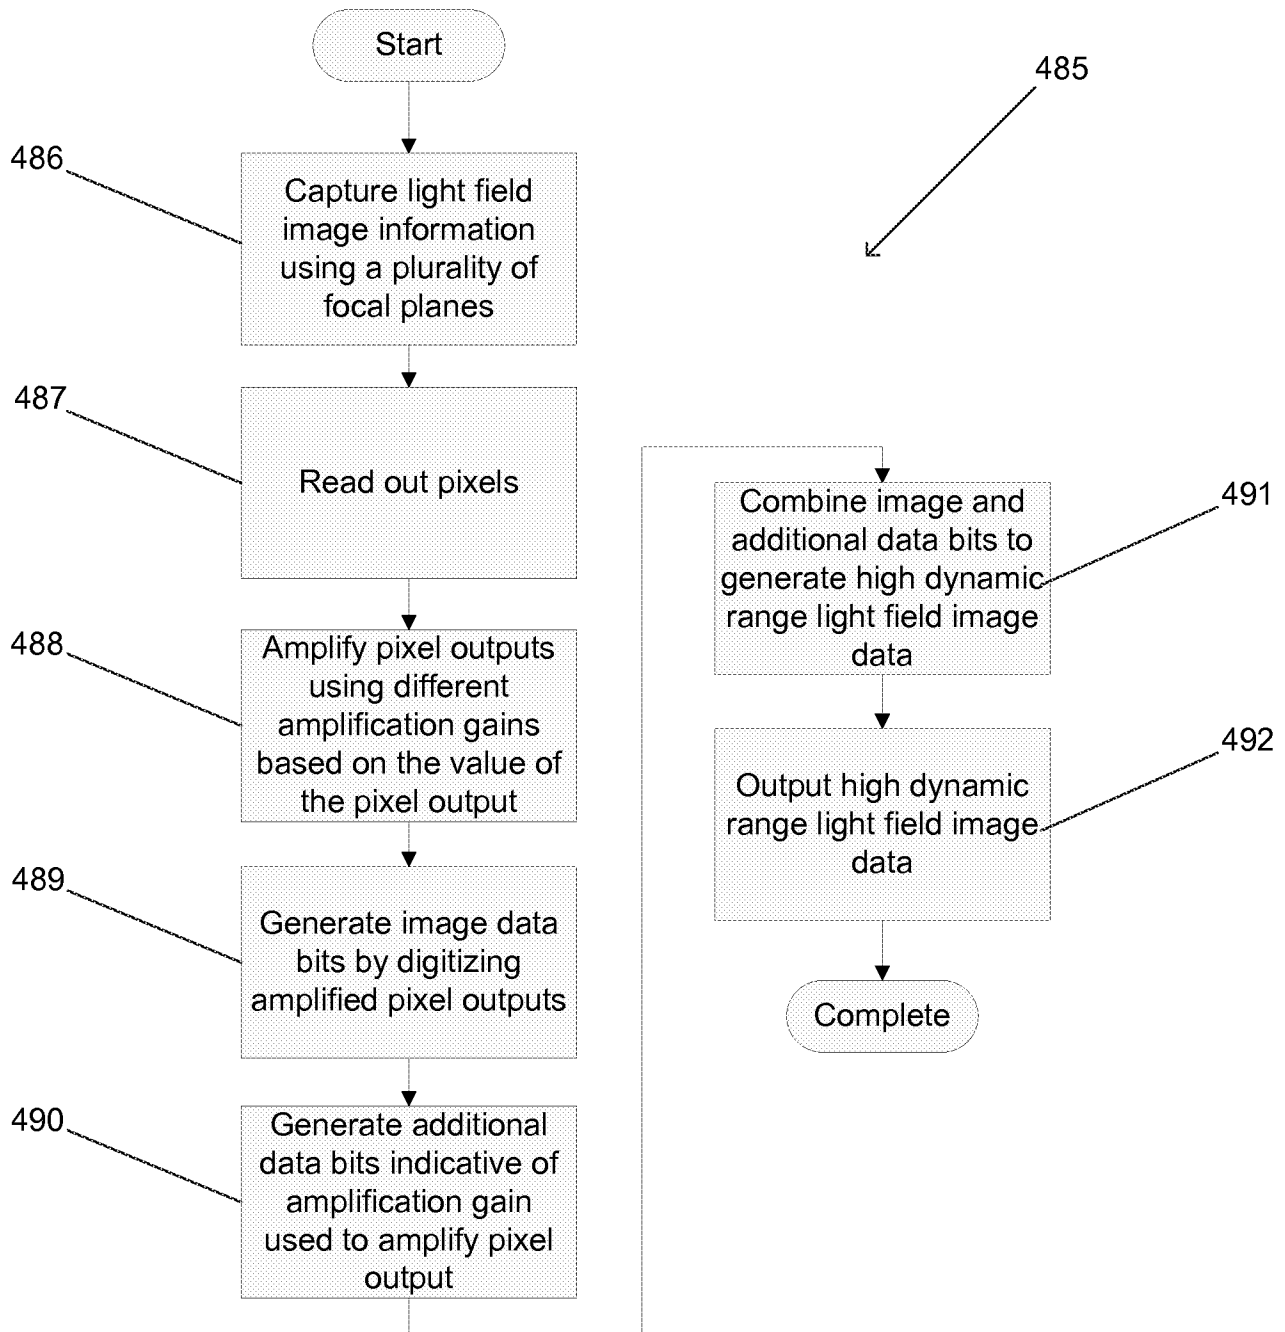 Start
485
486
Capture light field
image information
using a plurality of
focal planes
487
Read out pixels
488
Amplify pixel outputs
using different
amplification gains
based on the value of
the pixel output
489
Generate image data
bits by digitizing
amplified pixel outputs
490
Generate additional
data bits indicative of
amplification gain
used to amplify pixel
output
491
Combine image and
additional data bits to
generate high dynamic
range light field image
data
492
Output high dynamic
range light field image
data
Complete